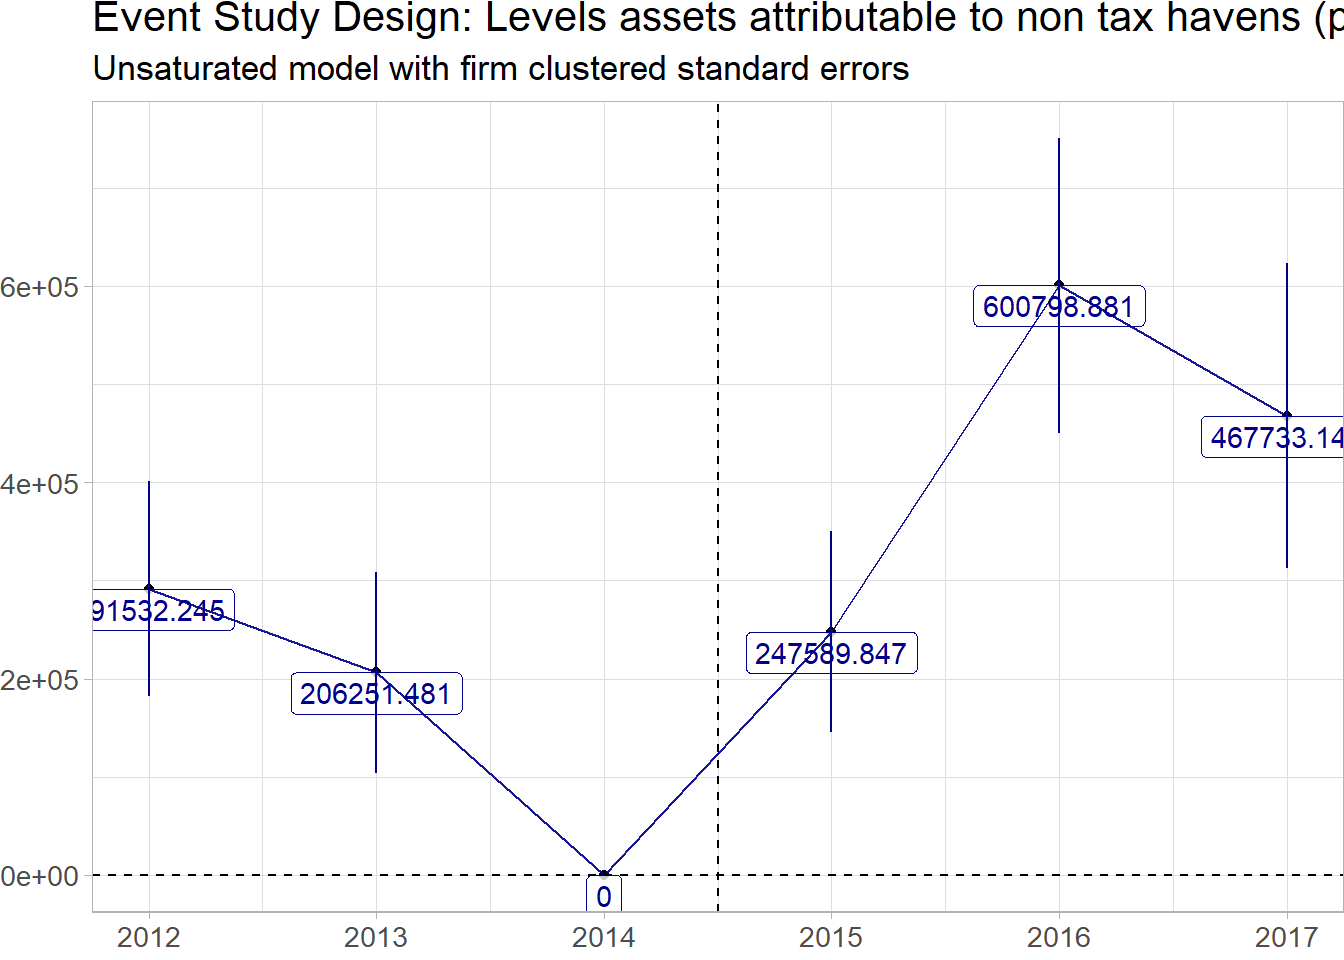 Event Study Design: Levels assets attributable to non tax havens (p
Unsaturated model with firm clustered standard errors
6e+05
4e+05
2e+05
0e+00
91532.245
206251.481
0
247589.847
600798.881
467733.14
2012 2013 2014 2015 2016 2017